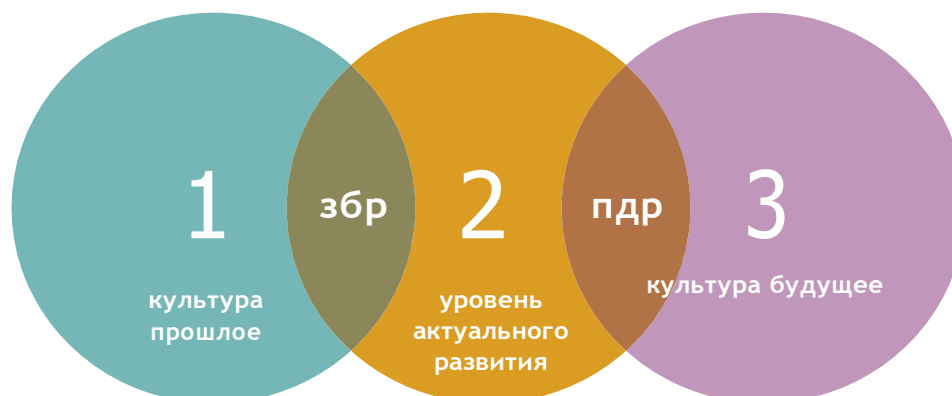 1
культура
прошлое
збр
2
уровень
актуального
развития
пдр
3
культура будущее